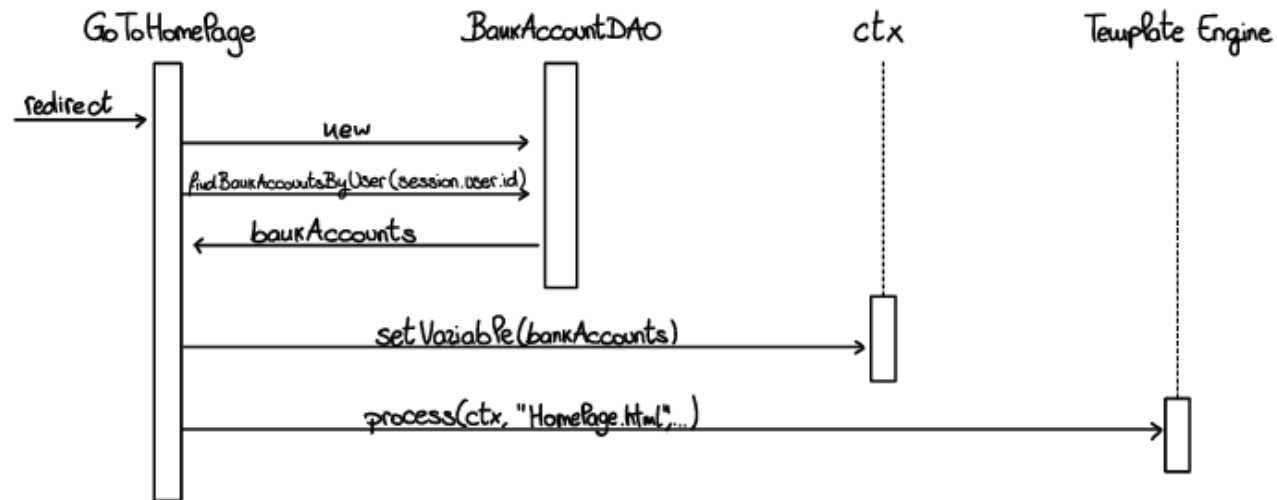 GoToHomePage
BankAccountDAO
ctx
Template Engine
redirect
new
findBankAccountsByUser(session.user.id)
bankAccounts
setVariable(bankAccounts)
process(ctx, "HomePage.html",...)